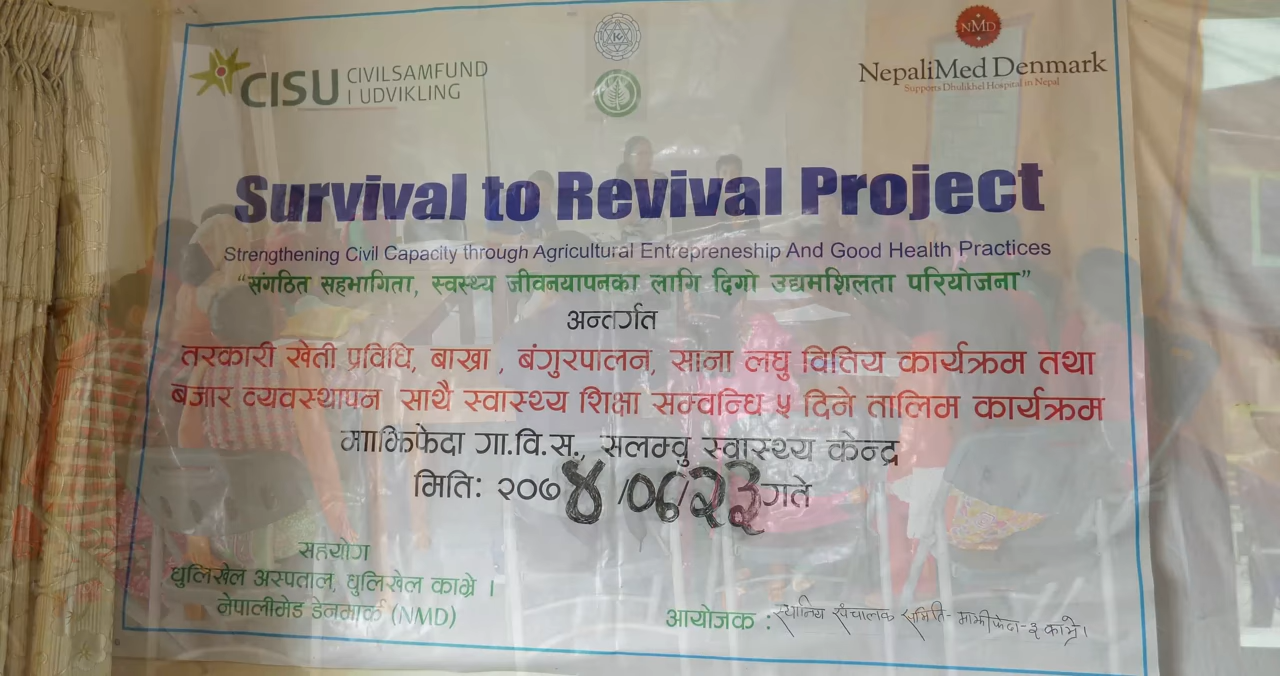 CISU CIVILSAMFUND I UDVIKLING
NMD
NepaliMed Denmark
Supports Dhulikhel Hospital in Nepal
Survival to Revival Project
Strengthening Civil Capacity through Agricultural Entrepreneship And Good Health Practices
“संगठित सहभागिता, स्वस्थ्य जीवनयापनका लागि दिगो उद्यमशिलता परियोजना”
अन्तर्गत
तरकारी खेती प्रविधि, बाख्रा , बंगुरपालन, साना लघु वित्तिय कार्यक्रम तथा
बजार व्यवस्थापन साथै स्वास्थ्य शिक्षा सम्वन्धि ५ दिने तालिम कार्यक्रम
माझिफेदा गा.वि.स., सलम्वु स्वास्थ्य केन्द्र
मिति: २०७४/०६/२३ गते
सहयोग
धुलिखेल अस्पताल, धुलिखेल काभ्रे ।
नेपालीमेड डेनमार्क (NMD)
आयोजक : स्थानिय संचालक समिति- माझीफेदा-३ काभ्रे।